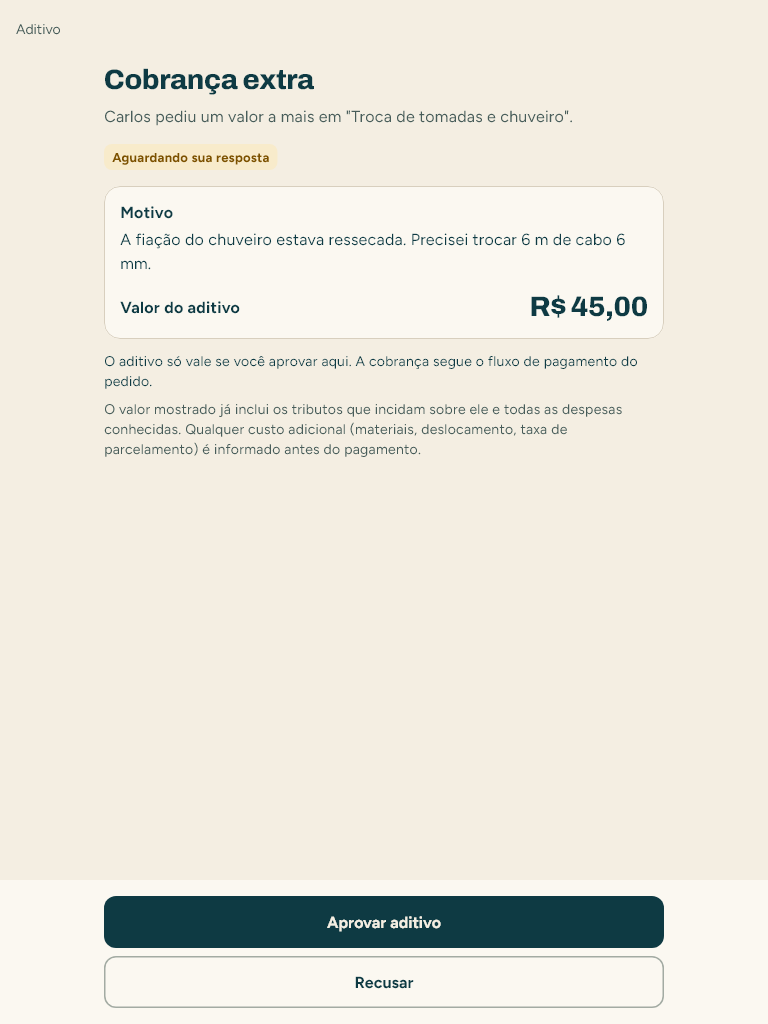 Aditivo
Cobrança extra
Carlos pediu um valor a mais em "Troca de tomadas e chuveiro".
Aguardando sua resposta
Motivo
A fiação do chuveiro estava ressecada. Precisei trocar 6 m de cabo 6
mm.
Valor do aditivo R$ 45,00
O aditivo só vale se você aprovar aqui. A cobrança segue o fluxo de pagamento do
pedido.
O valor mostrado já inclui os tributos que incidam sobre ele e todas as despesas
conhecidas. Qualquer custo adicional (materiais, deslocamento, taxa de
parcelamento) é informado antes do pagamento.
Aprovar aditivo
Recusar